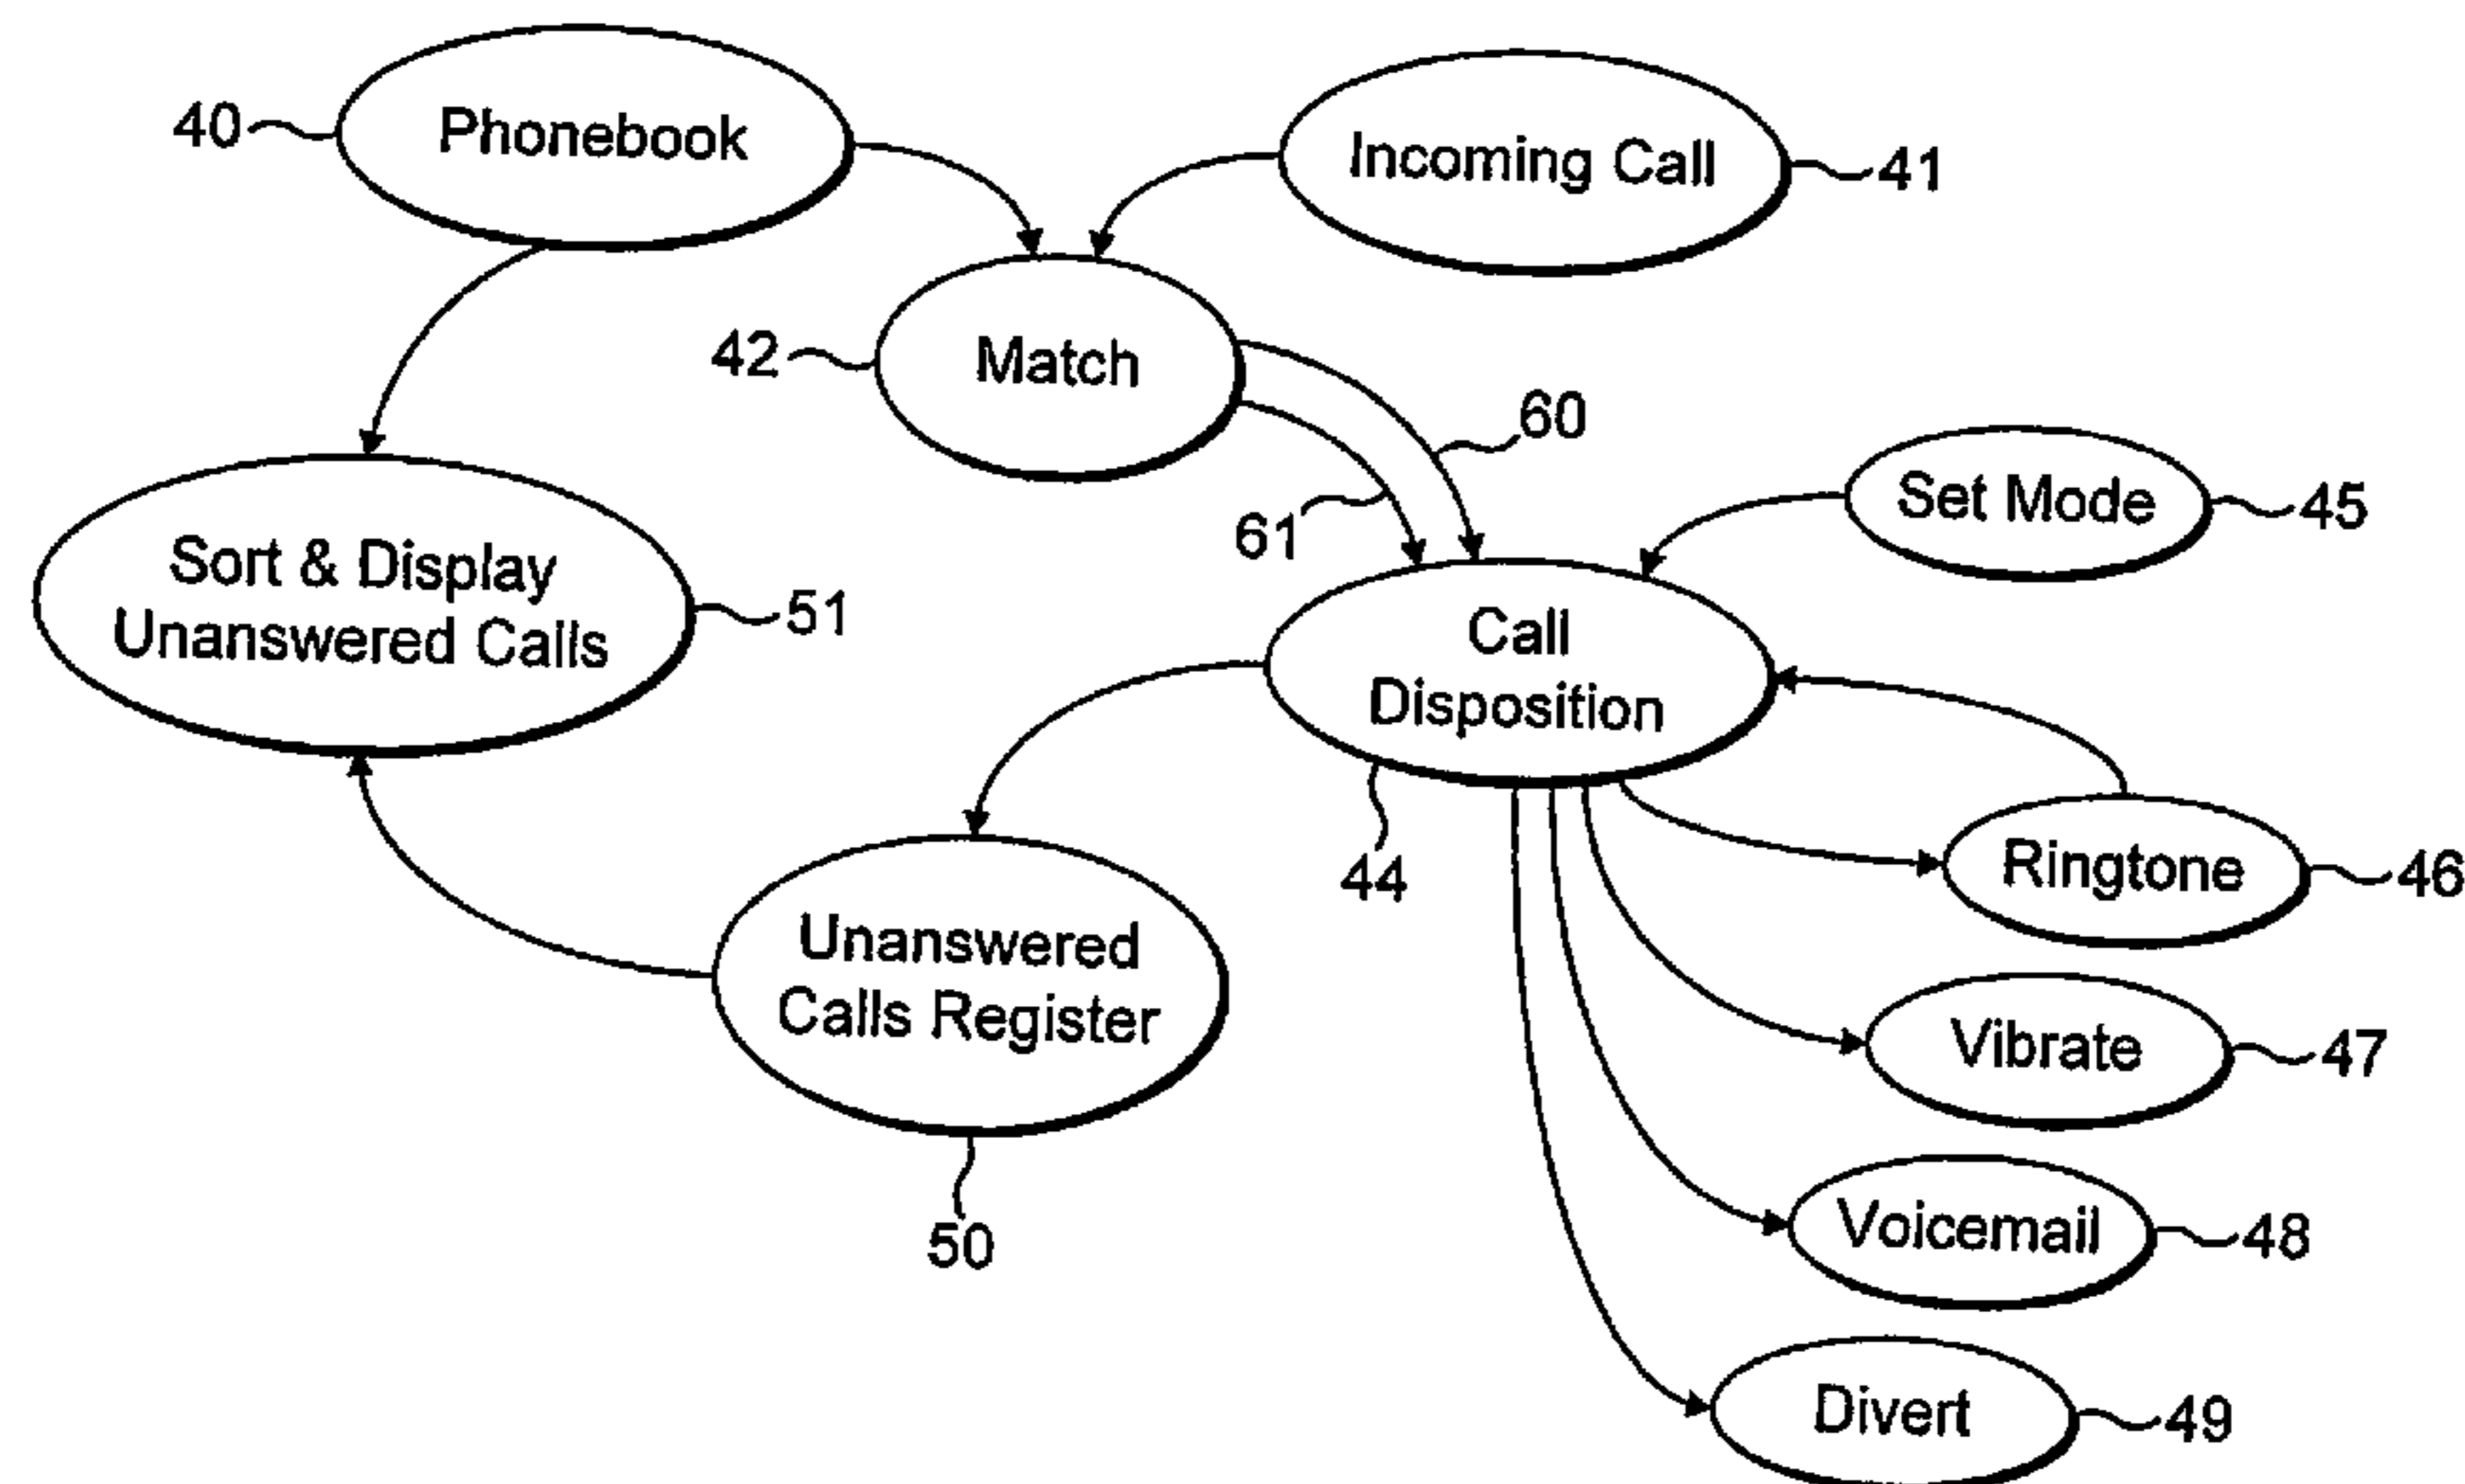 40
Phonebook
Incoming Call
41
42
Match
60
61
Set Mode
45
Sort & Display
Unanswered Calls
51
Call
Disposition
44
Ringtone
46
Unanswered
Calls Register
50
Vibrate
47
Voicemail
48
Divert
49